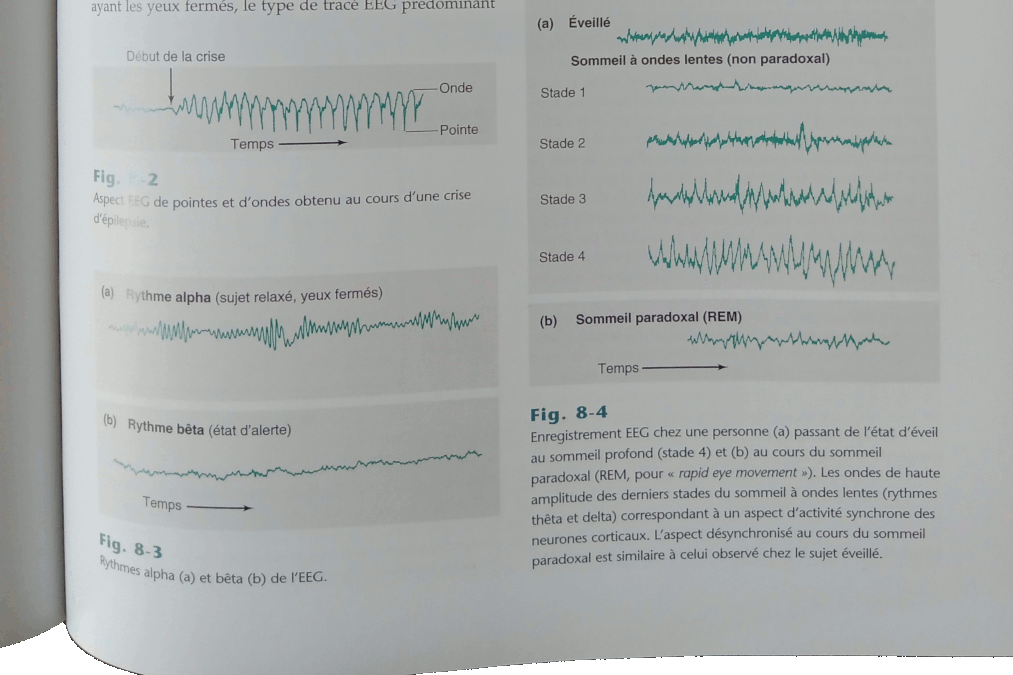 ayant les yeux fermés, le type de tracé EEG prédominant
Début de la crise
Onde
Pointe
Temps
Fig. 8-2
Aspect EEG de pointes et d'ondes obtenu au cours d'une crise
d'épilepsie.
(a) Rythme alpha (sujet relaxé, yeux fermés)
(b) Rythme bêta (état d'alerte)
Temps
Fig. 8-3
Rythmes alpha (a) et bêta (b) de l'EEG.
(a) Éveillé
Sommeil à ondes lentes (non paradoxal)
Stade 1
Stade 2
Stade 3
Stade 4
(b) Sommeil paradoxal (REM)
Temps
Fig. 8-4
Enregistrement EEG chez une personne (a) passant de l'état d'éveil
au sommeil profond (stade 4) et (b) au cours du sommeil
paradoxal (REM, pour « rapid eye movement »). Les ondes de haute
amplitude des derniers stades du sommeil à ondes lentes (rythmes
thêta et delta) correspondant à un aspect d'activité synchrone des
neurones corticaux. L'aspect désynchronisé au cours du sommeil
paradoxal est similaire à celui observé chez le sujet éveillé.